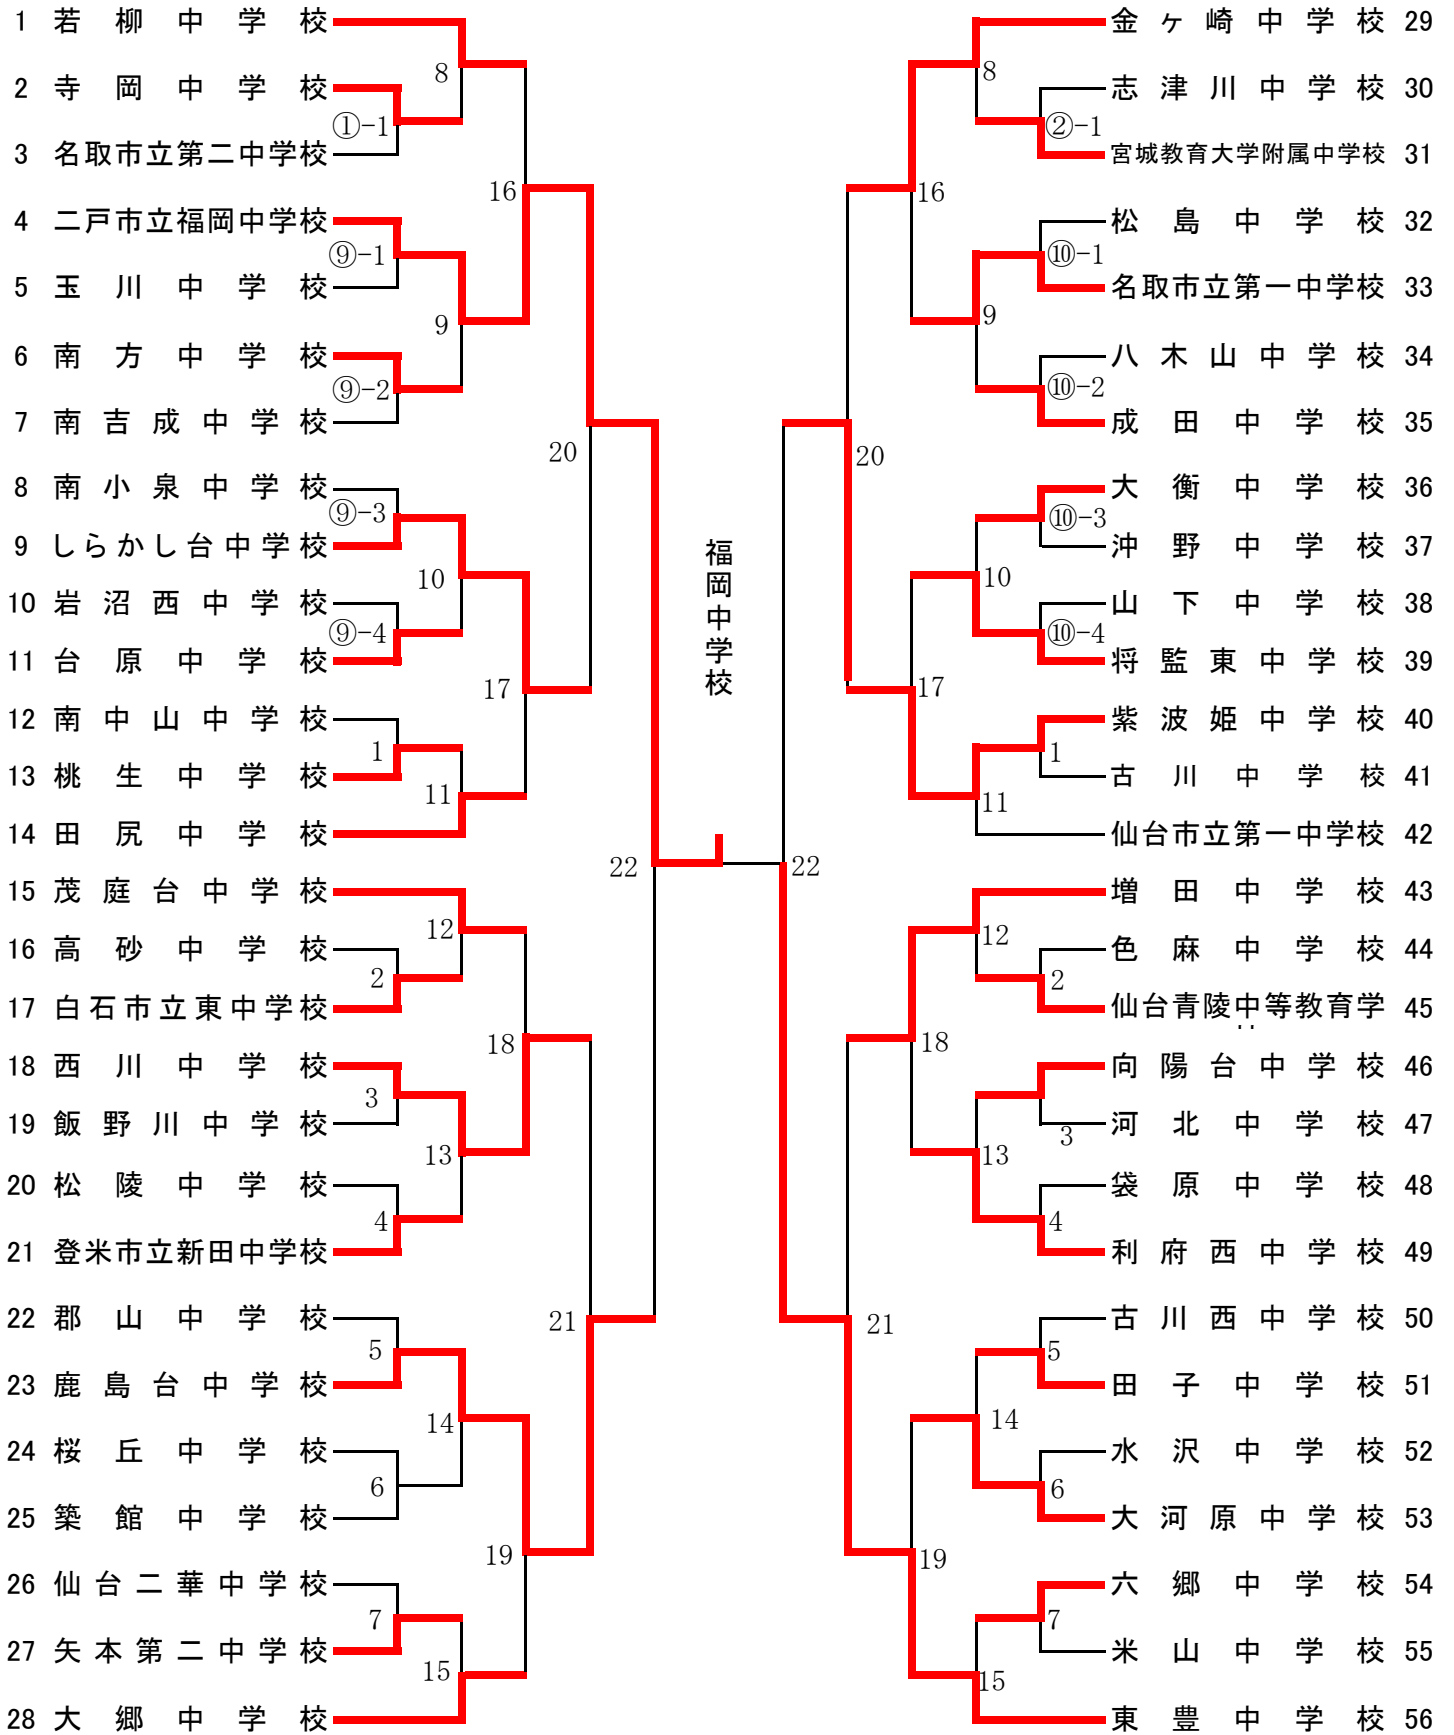 1 若柳中学校
2 寺岡中学校
3 名取市立第二中学校
4 二戸市立福岡中学校
5 玉川中学校
6 南方中学校
7 南吉成中学校
8 南小泉中学校
9 しらかし台中学校
10 岩沼西中学校
11 台原中学校
12 南中山中学校
13 桃生中学校
14 田尻中学校
15 茂庭台中学校
16 高砂中学校
17 白石市立東中学校
18 西川中学校
19 飯野川中学校
20 松陵中学校
21 登米市立新田中学校
22 郡山中学校
23 鹿島台中学校
24 桜丘中学校
25 築館中学校
26 仙台二華中学校
27 矢本第二中学校
28 大郷中学校
8
①-1
16
⑨-1
9
⑨-2
20
⑨-3
10
⑨-4
17
1
11
22
12
2
18
3
13
4
21
5
14
6
19
7
15
福岡中学校
8
②-1
16
⑩-1
9
⑩-2
20
⑩-3
10
⑩-4
17
1
11
22
12
2
18
3
13
4
21
5
14
6
19
7
15
金ヶ崎中学校 29
志津川中学校 30
宮城教育大学附属中学校 31
松島中学校 32
名取市立第一中学校 33
八木山中学校 34
成田中学校 35
大衡中学校 36
沖野中学校 37
山下中学校 38
将監東中学校 39
紫波姫中学校 40
古川中学校 41
仙台市立第一中学校 42
増田中学校 43
色麻中学校 44
仙台青陵中等教育学 45
向陽台中学校 46
河北中学校 47
袋原中学校 48
利府西中学校 49
古川西中学校 50
田子中学校 51
水沢中学校 52
大河原中学校 53
六郷中学校 54
米山中学校 55
東豊中学校 56